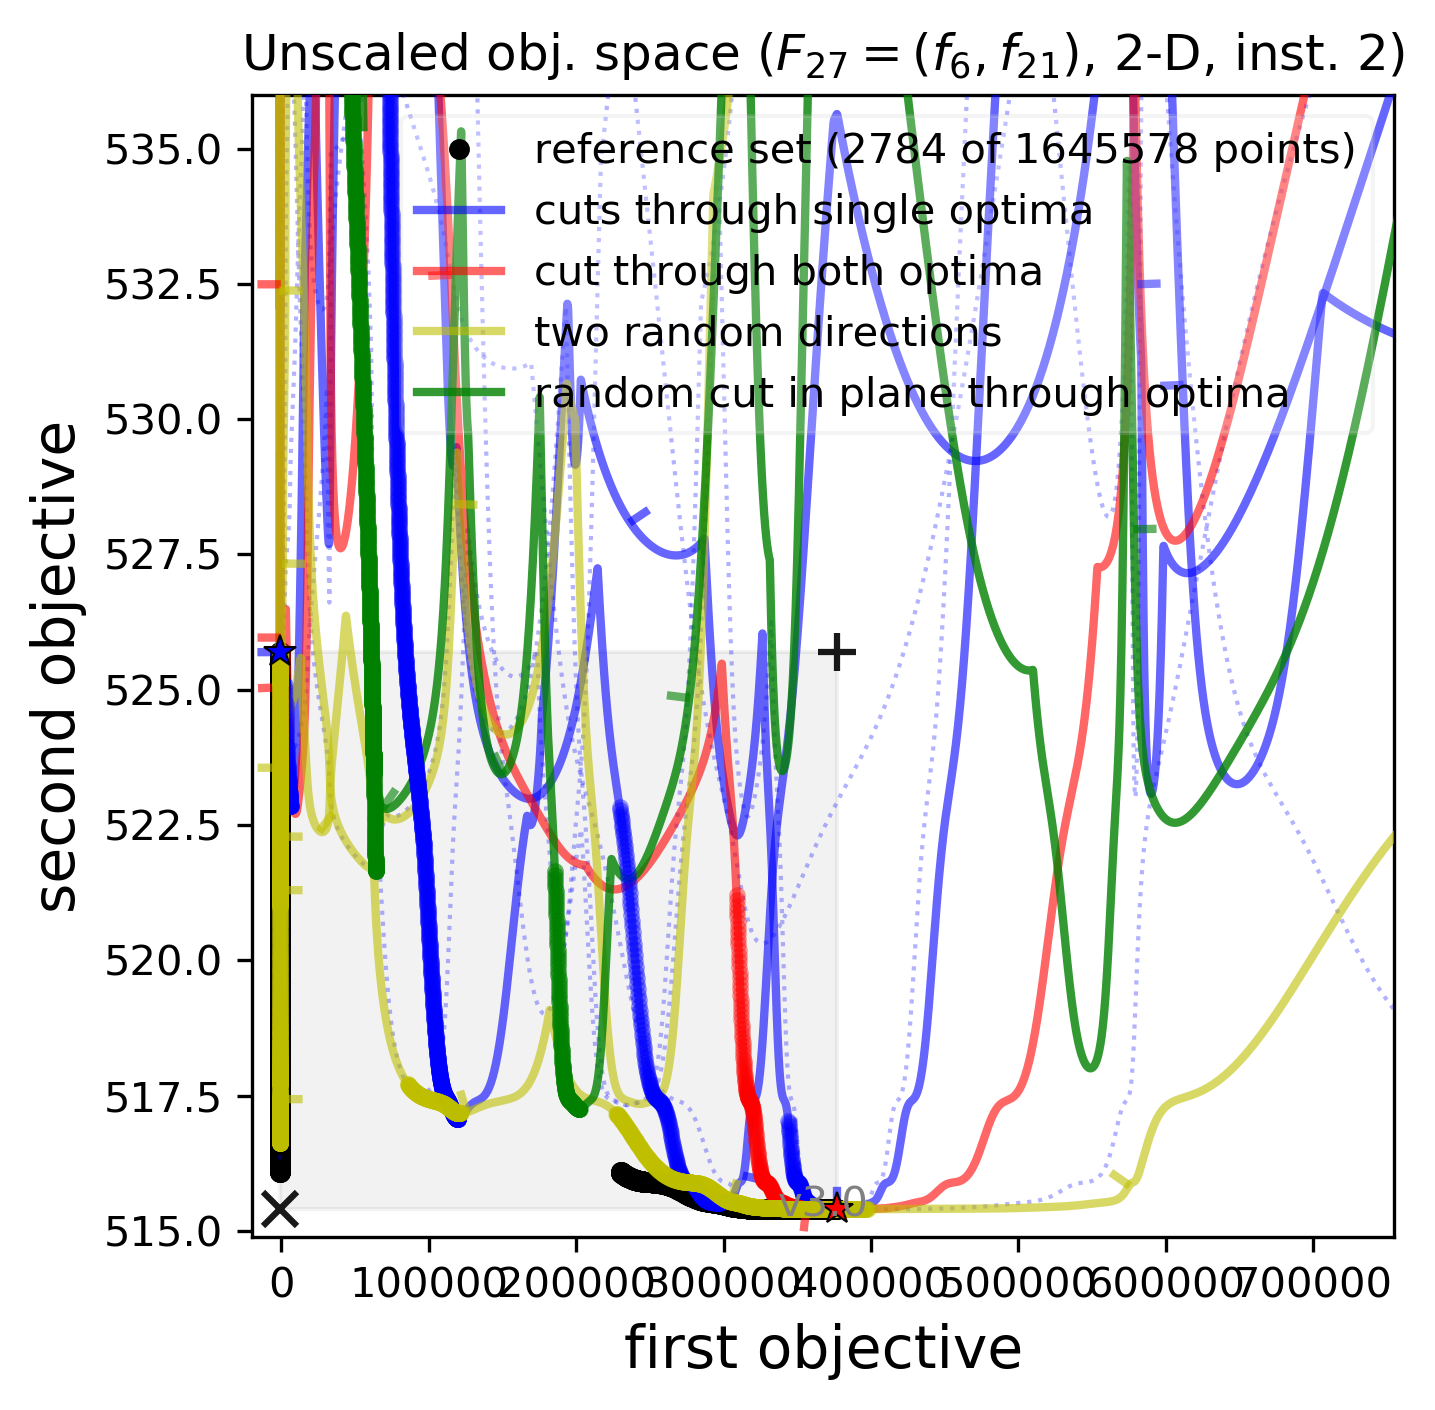 Unscaled obj. space (F₂₇ = (f₆, f₂₁), 2-D, inst. 2)
reference set (2784 of 1645578 points)
cuts through single optima
cut through both optima
two random directions
random cut in plane through optima
second objective
535.0
532.5
530.0
527.5
525.0
522.5
520.0
517.5
515.0
v3.0
0 100000 200000 300000 400000 500000 600000 700000
first objective